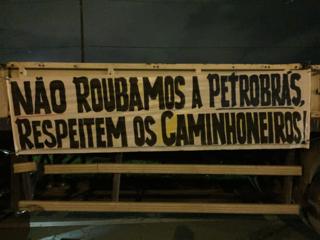 NÃO ROUBAMOS A PETROBRÁS,
RESPEITEM OS CAMINHONEIROS!